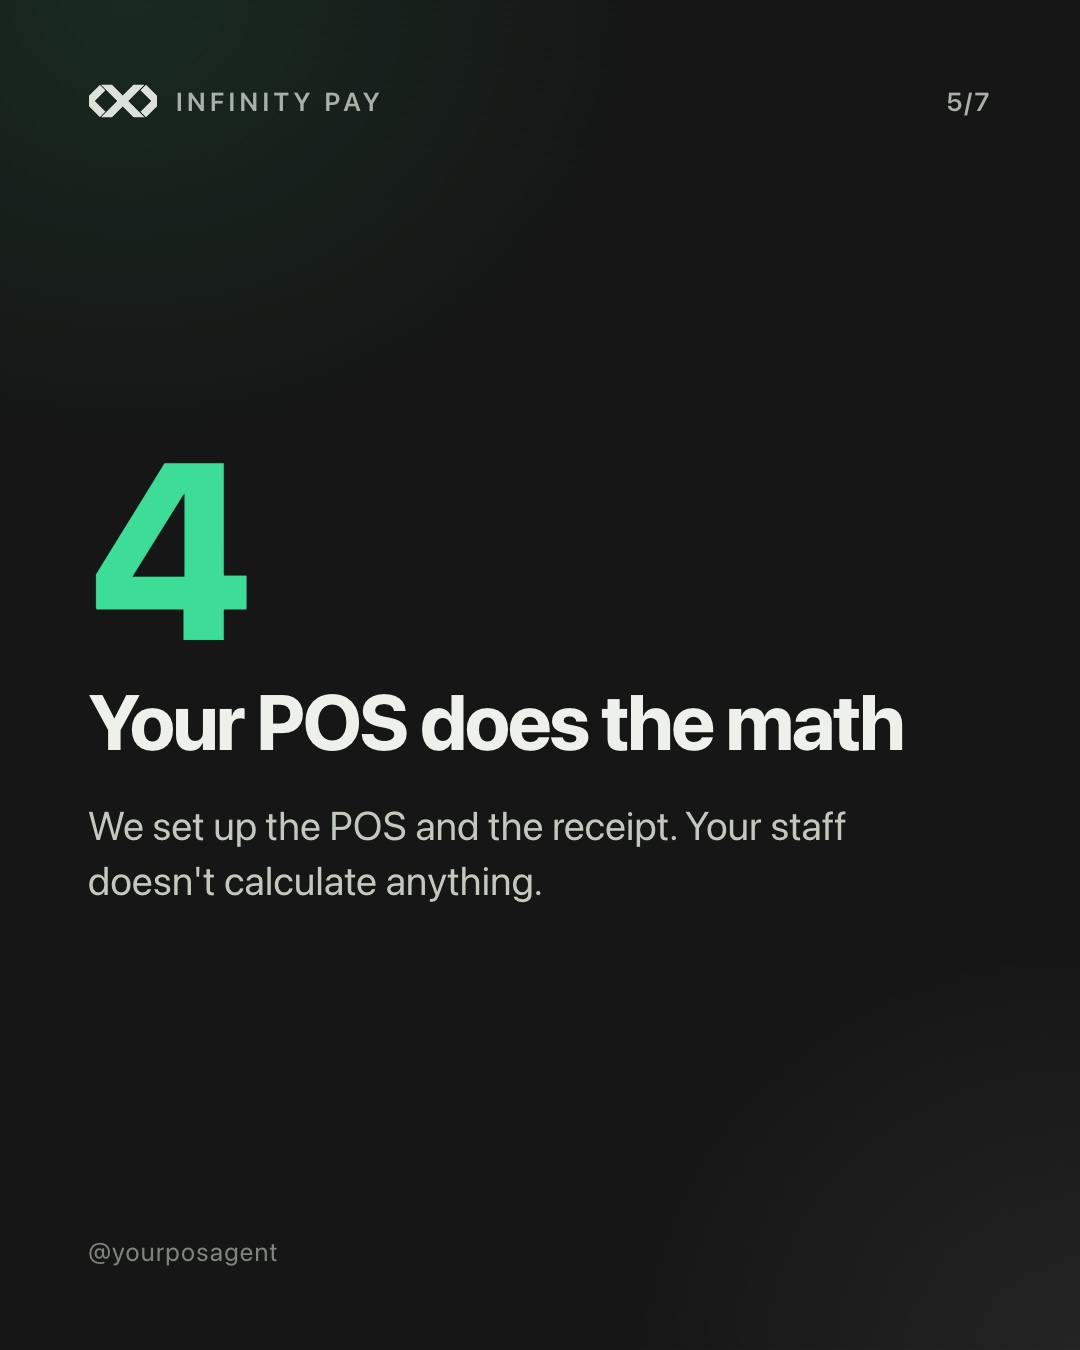 INFINITY PAY
5/7
4
Your POS does the math
We set up the POS and the receipt. Your staff
doesn't calculate anything.
@yourposagent